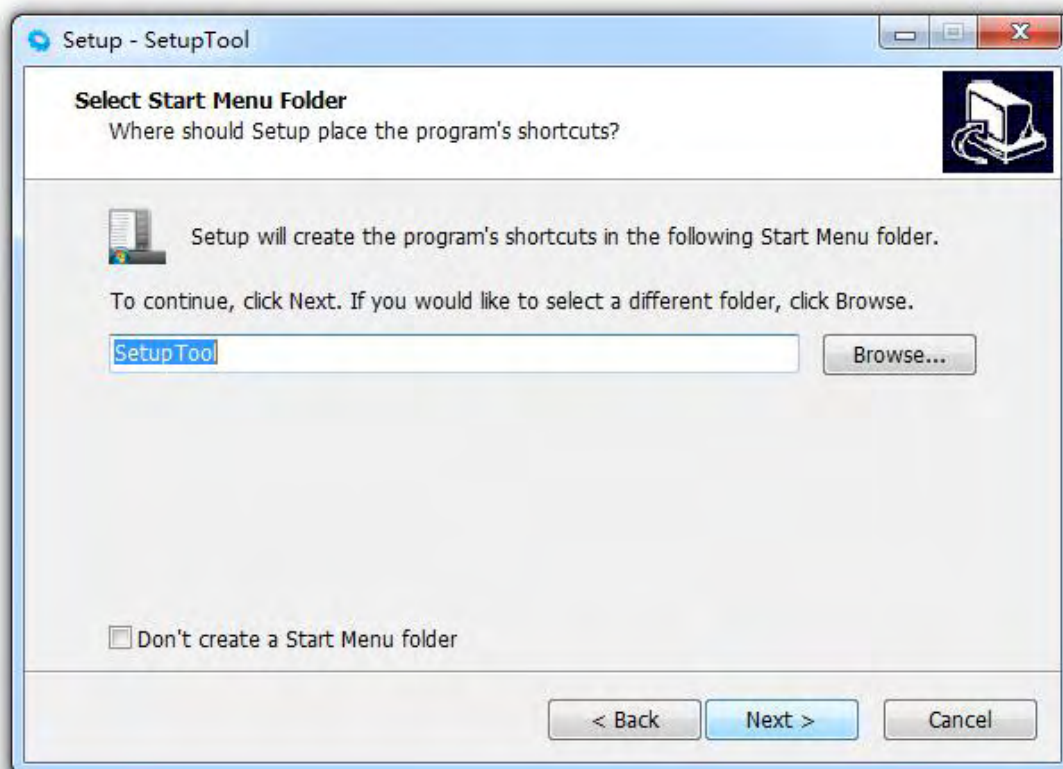 Setup - SetupTool
Select Start Menu Folder
Where should Setup place the program's shortcuts?
Setup will create the program's shortcuts in the following Start Menu folder.
To continue, click Next. If you would like to select a different folder, click Browse.
SetupTool
Browse...
Don't create a Start Menu folder
< Back
Next >
Cancel